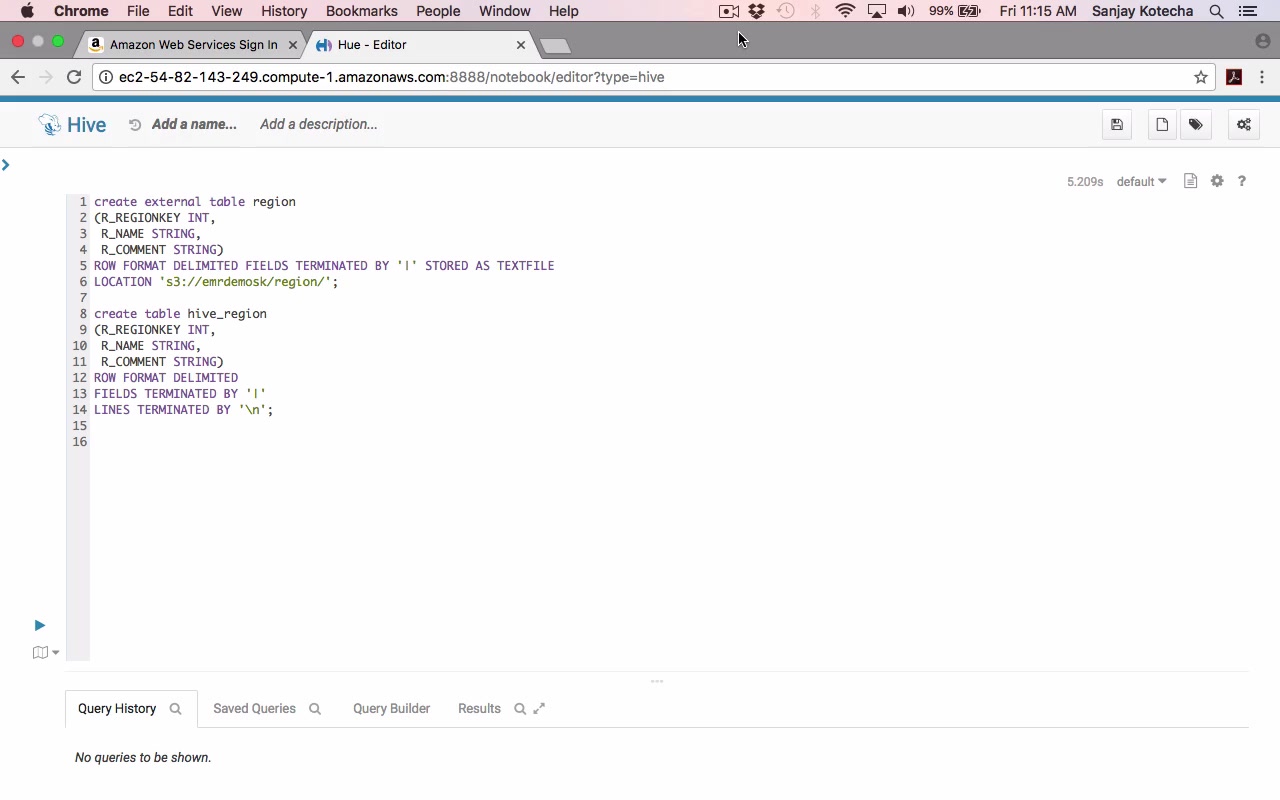 Chrome File Edit View History Bookmarks People Window Help 99% Fri 11:15 AM Sanjay Kotecha
Amazon Web Services Sign In Hue - Editor
ec2-54-82-143-249.compute-1.amazonaws.com:8888/notebook/editor?type=hive
Hive Add a name... Add a description...
5.209s default ?
1 create external table region
2 (R_REGIONKEY INT,
3 R_NAME STRING,
4 R_COMMENT STRING)
5 ROW FORMAT DELIMITED FIELDS TERMINATED BY '|' STORED AS TEXTFILE
6 LOCATION 's3://emrdemosk/region/';
7
8 create table hive_region
9 (R_REGIONKEY INT,
10 R_NAME STRING,
11 R_COMMENT STRING)
12 ROW FORMAT DELIMITED
13 FIELDS TERMINATED BY '|'
14 LINES TERMINATED BY '\n';
15
16
Query History Saved Queries Query Builder Results
No queries to be shown.